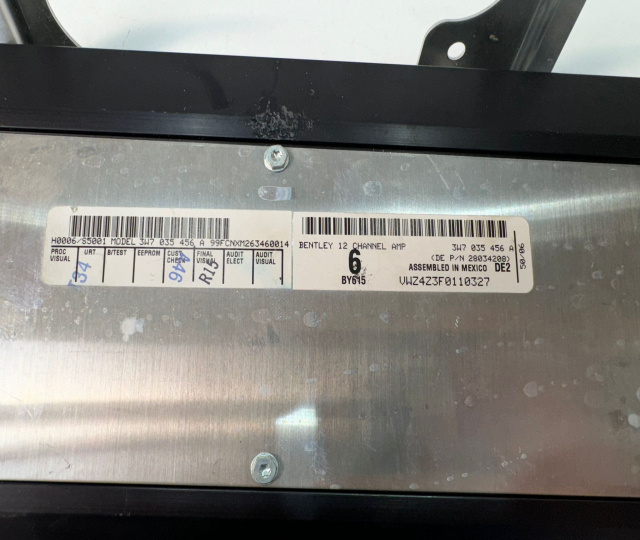 H0006/S5001 MODEL 3W7 035 456 A 99FCNXM263460014
PROC VISUAL URT B/TEST EEPROM CUST. CHECK FINAL VISUAL AUDIT ELECT AUDIT VISUAL
A46 R15
BENTLEY 12 CHANNEL AMP 3W7 035 456 A
(DE P/N 28034208)
6
ASSEMBLED IN MEXICO DE2
BY615
VWZ4Z3F0110327
50/06